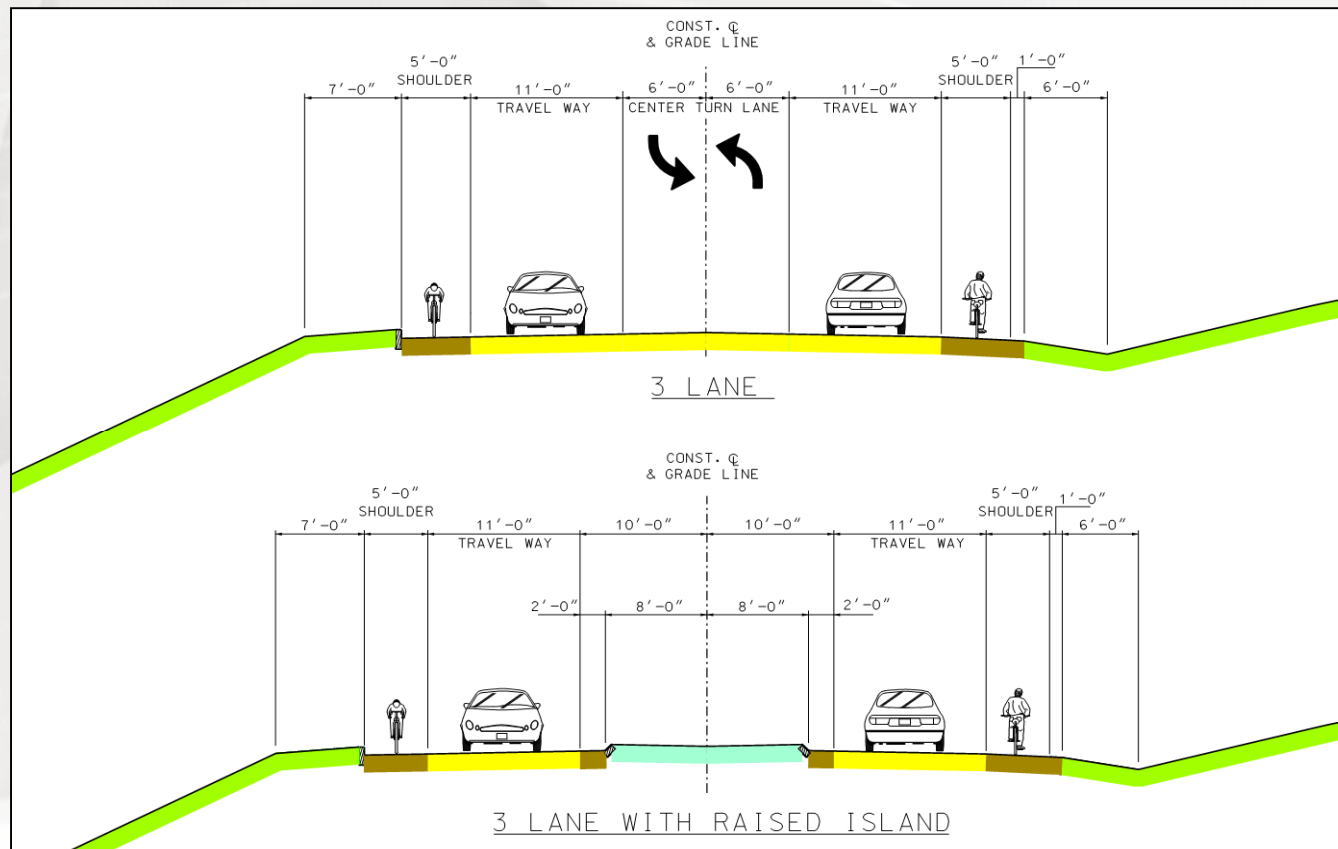 CONST. ℄
& GRADE LINE
5'-0" 5'-0" 1'-0"
SHOULDER SHOULDER
7'-0" 11'-0" 6'-0" 6'-0" 11'-0" 6'-0"
TRAVEL WAY CENTER TURN LANE TRAVEL WAY
3 LANE
CONST. ℄
& GRADE LINE
5'-0" 5'-0" 1'-0"
SHOULDER SHOULDER
7'-0" 11'-0" 10'-0" 10'-0" 11'-0" 6'-0"
TRAVEL WAY TRAVEL WAY
2'-0" 8'-0" 8'-0" 2'-0"
3 LANE WITH RAISED ISLAND